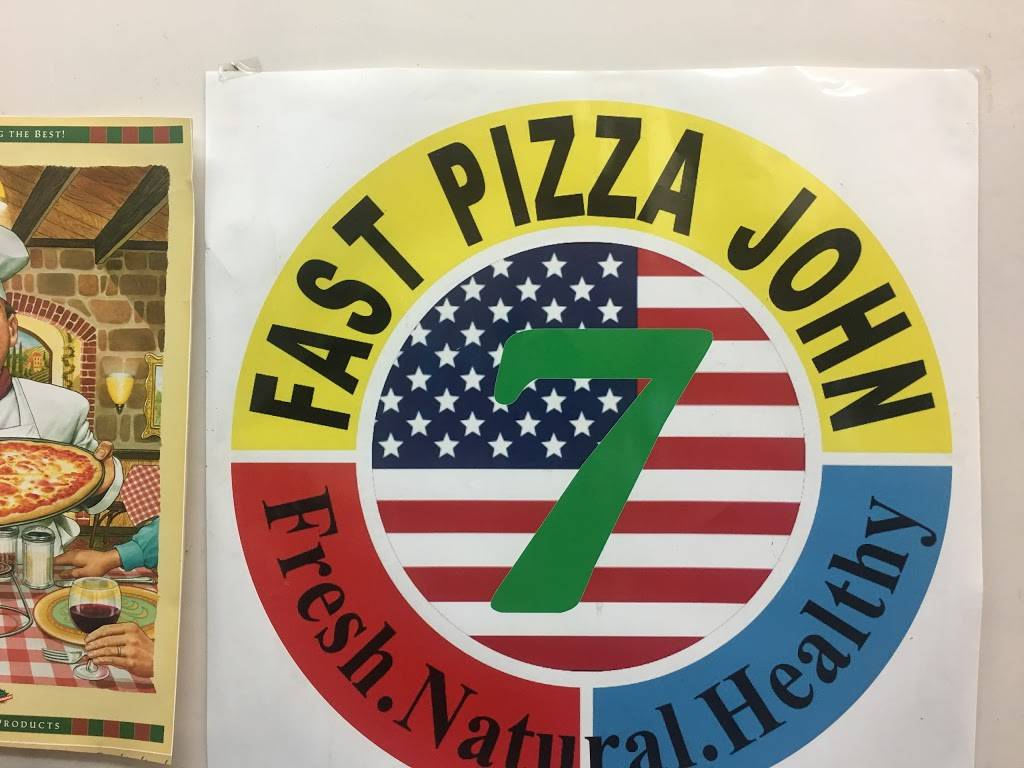 G THE BEST!
FAST PIZZA JOHN
7
Fresh.Natural.Healthy
PRODUCTS